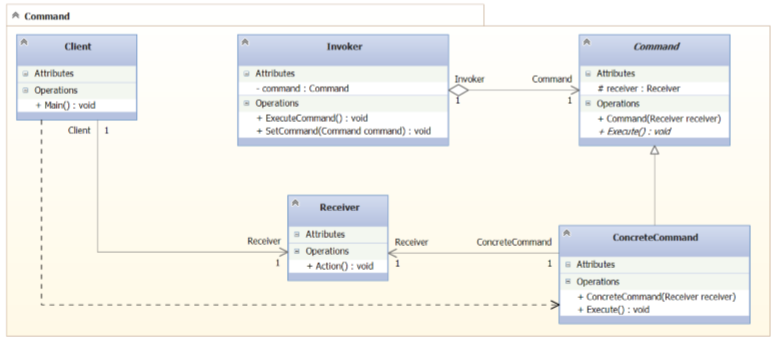 Command
Client
Attributes
Operations
+ Main() : void
Invoker
Attributes
- command : Command
Operations
+ ExecuteCommand() : void
+ SetCommand(Command command) : void
Invoker
1
Command
1
Command
Attributes
# receiver : Receiver
Operations
+ Command(Receiver receiver)
+ Execute() : void
Client
1
Receiver
1
Receiver
Attributes
Operations
+ Action() : void
Receiver
1
ConcreteCommand
1
ConcreteCommand
Attributes
Operations
+ ConcreteCommand(Receiver receiver)
+ Execute() : void